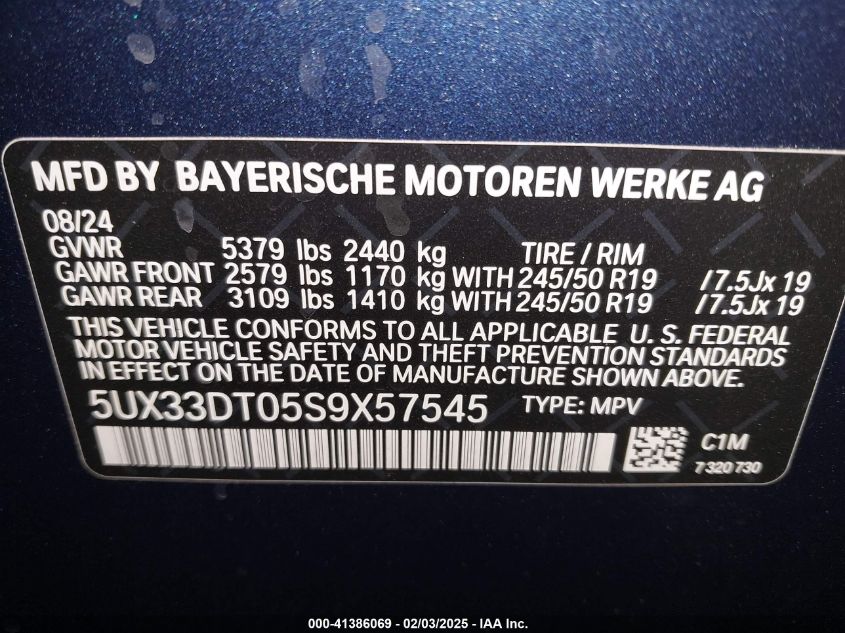 MFD BY BAYERISCHE MOTOREN WERKE AG
08/24
GVWR 5379 lbs 2440 kg TIRE / RIM
GAWR FRONT 2579 lbs 1170 kg WITH 245/50 R19 / 7.5Jx 19
GAWR REAR 3109 lbs 1410 kg WITH 245/50 R19 / 7.5Jx 19
THIS VEHICLE CONFORMS TO ALL APPLICABLE U. S. FEDERAL
MOTOR VEHICLE SAFETY AND THEFT PREVENTION STANDARDS
IN EFFECT ON THE DATE OF MANUFACTURE SHOWN ABOVE.
5UX33DT05S9X57545 TYPE: MPV
C1M
7 320 730
000-41386069 / 02/03/2025 - IAA Inc.